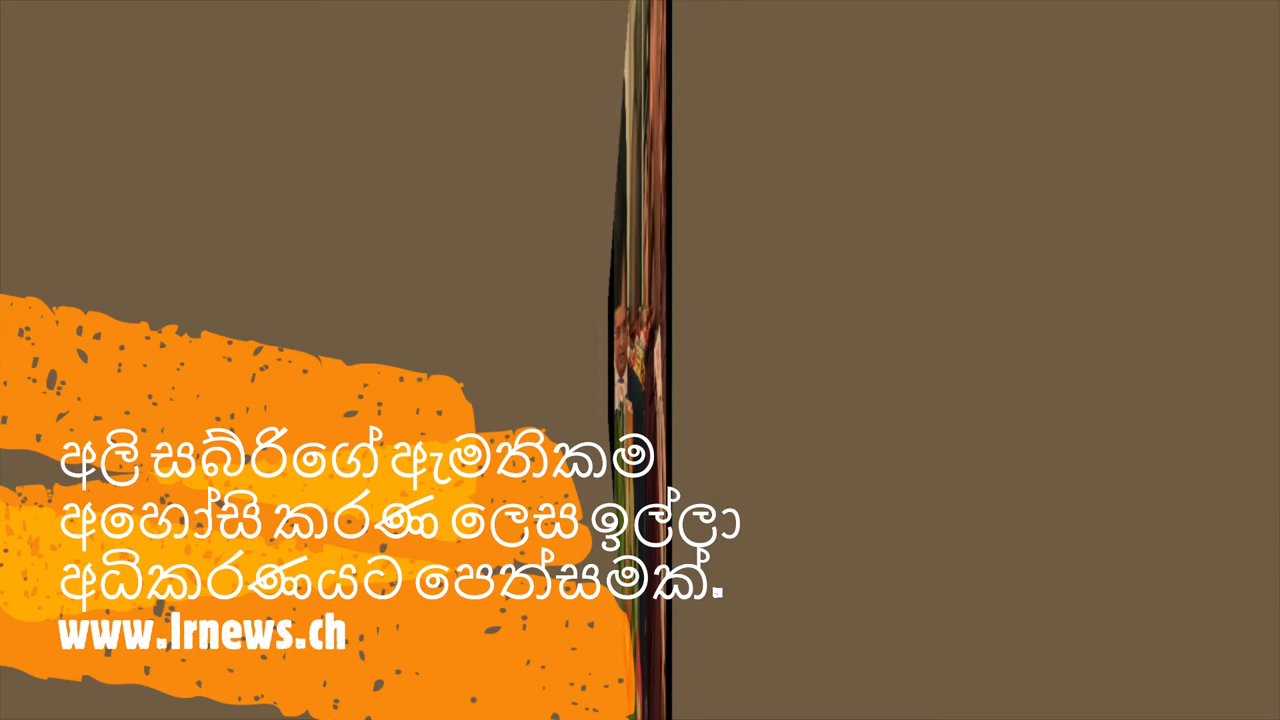 අලි සබ්රිගේ ඇමතිකම
අහෝසි කරණ ලෙස ඉල්ලා
අධිකරණයට පෙත්සමක්.
www.lrnews.ch